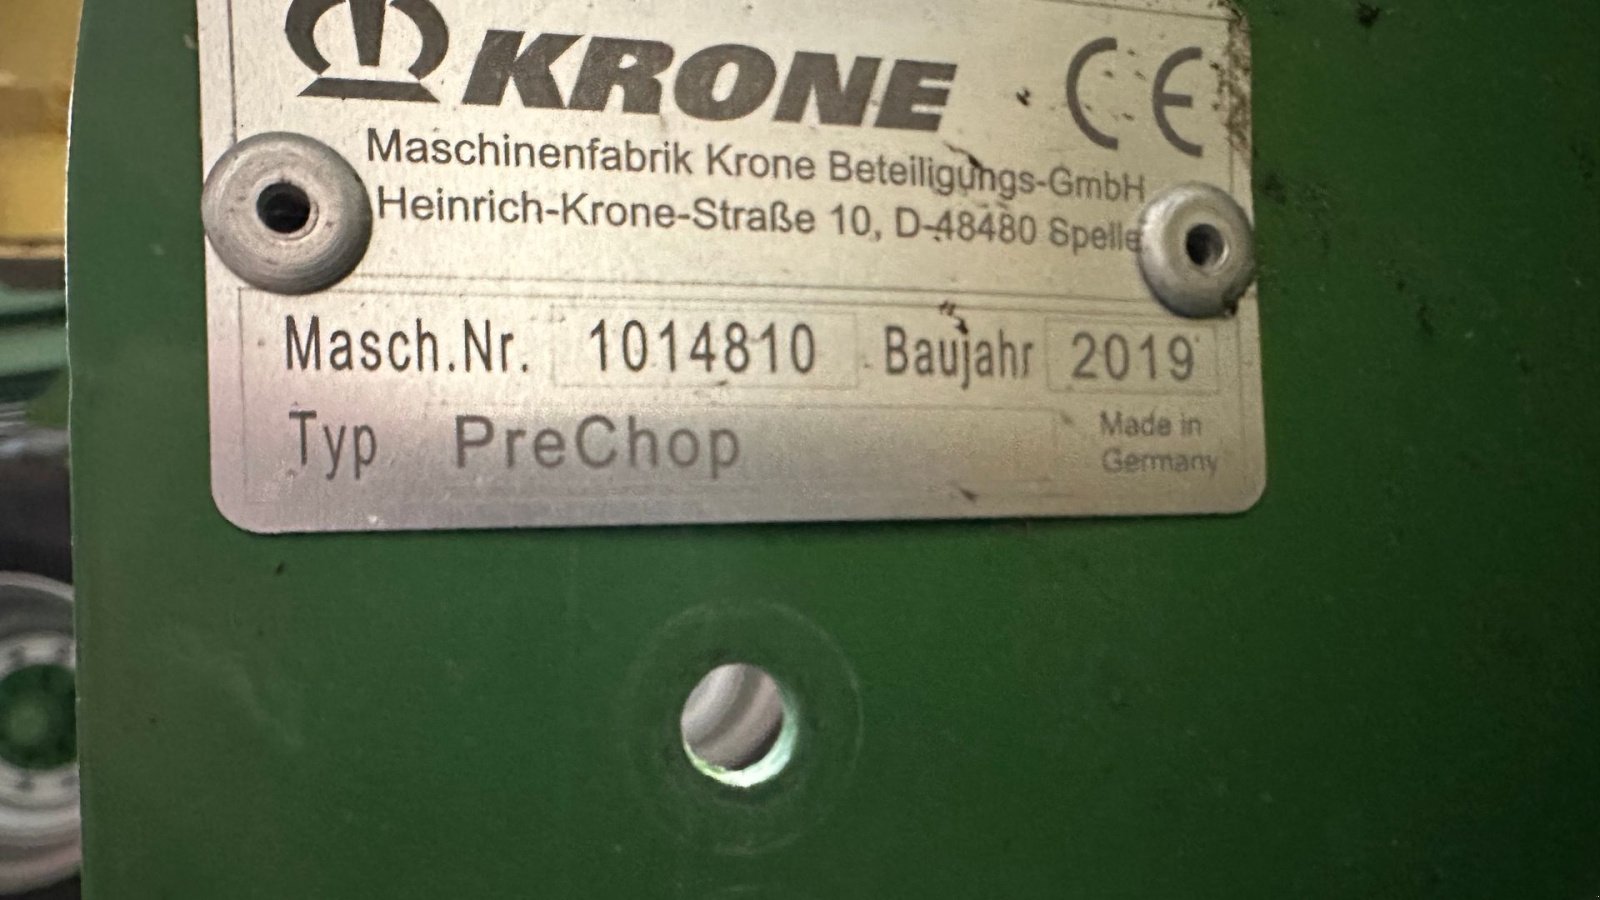 KRONE CE
Maschinenfabrik Krone Beteiligungs-GmbH
Heinrich-Krone-Straße 10, D-48480 Spelle
Masch.Nr. 1014810 Baujahr 2019
Typ PreChop
Made in
Germany